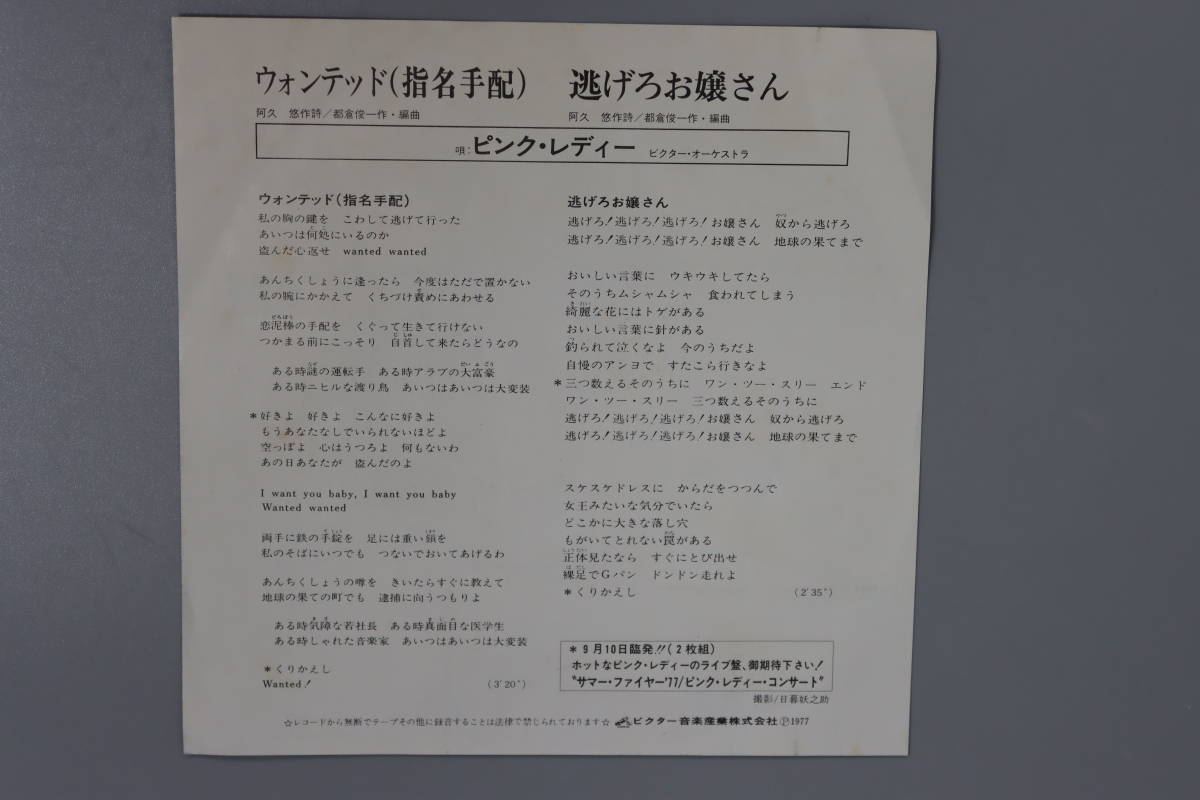 ウォンテッド(指名手配)
阿久 悠作詩/都倉俊一作・編曲
逃げろお嬢さん
阿久 悠作詩/都倉俊一作・編曲
唄:ピンク・レディー ビクター・オーケストラ
ウォンテッド(指名手配)
私の胸の鍵を こわして逃げて行った
あいつは何処にいるのか
盗んだ心返せ wanted wanted
あんちくしょうに逢ったら 今度はただで置かない
私の腕にかかえて くちづけ責めにあわせる
恋泥棒の手配を くぐって生きて行けない
つかまる前にこっそり 自首して来たらどうなの
ある時謎の運転手 ある時アラブの大富豪
ある時ニヒルな渡り鳥 あいつはあいつは大変装
*好きよ 好きよ こんなに好きよ
もうあなたなしでいられないほどよ
空っぽよ 心はうつろよ 何もないわ
あの日あなたが 盗んだのよ
I want you baby, I want you baby
Wanted wanted
両手に鉄の手錠を 足には重い鎖を
私のそばにいつでも つないでおいてあげるわ
あんちくしょうの噂を きいたらすぐに教えて
地球の果ての町でも 逮捕に向うつもりよ
ある時気障な若社長 ある時真面目な医学生
ある時しゃれた音楽家 あいつはあいつは大変装
*くりかえし
Wanted! (3'20")
逃げろお嬢さん
逃げろ!逃げろ!逃げろ!お嬢さん 奴から逃げろ
逃げろ!逃げろ!逃げろ!お嬢さん 地球の果てまで
おいしい言葉に ウキウキしてたら
そのうちムシャムシャ 食われてしまう
綺麗な花にはトゲがある
おいしい言葉に針がある
釣られて泣くなよ 今のうちだよ
自慢のアンヨで すたこら行きなよ
*三つ数えるそのうちに ワン・ツー・スリー エンド
ワン・ツー・スリー 三つ数えるそのうちに
逃げろ!逃げろ!逃げろ!お嬢さん 奴から逃げろ
逃げろ!逃げろ!逃げろ!お嬢さん 地球の果てまで
スケスケドレスに からだをつつんで
女王みたいな気分でいたら
どこかに大きな落し穴
もがいてとれない罠がある
正体見たなら すぐにとび出せ
裸足でGパン ドンドン走れよ
*くりかえし (2'35")
*9月10日臨発!!(2枚組)
ホットなピンク・レディーのライブ盤、御期待下さい!
"サマー・ファイヤー'77/ピンク・レディー・コンサート"
撮影/日暮妖之助
☆レコードから無断でテープその他に録音することは法律で禁じられております☆ ビクター音楽産業株式会社Ⓟ1977